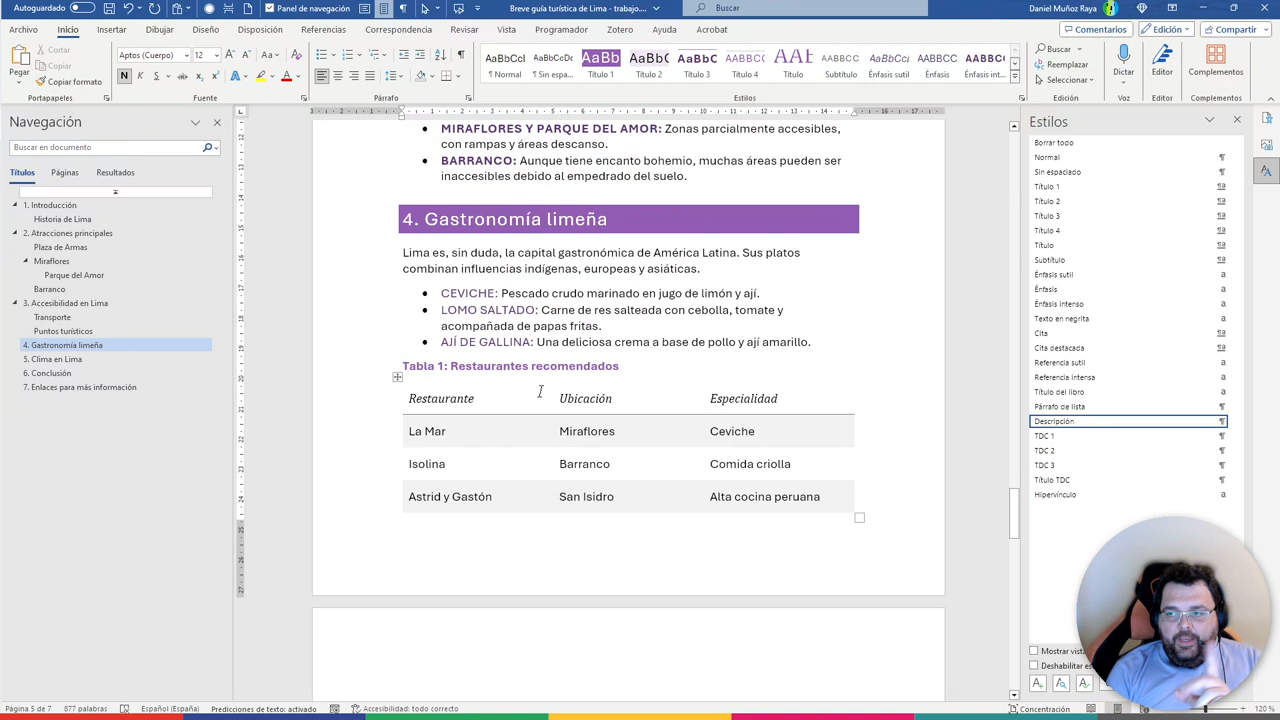 Autoguardado
Panel de navegación
Breve guía turística de Lima - trabajo...
Buscar
Daniel Muñoz Raya
Archivo Inicio Insertar Dibujar Diseño Disposición Referencias Correspondencia Revisar Vista Programador Zotero Ayuda Acrobat
Comentarios Edición Compartir
Pegar
Cortar
Copiar
Copiar formato
Portapapeles
Aptos (Cuerpo) 12
Fuente
Párrafo
AaBbC AaBbCc AaBb AaBbC AaBbC AABBCC AAB AABBCC AABBCC AABBCC AABBC
Normal Sin espa... Título 1 Título 2 Título 3 Título 4 Título Subtítulo Énfasis sutil Énfasis Énfasis int...
Estilos
Buscar
Reemplazar
Seleccionar
Edición
Dictar
Voz
Editor
Editor
Complementos
Complementos
Navegación
Buscar en documento
Títulos Páginas Resultados
1. Introducción
Historia de Lima
2. Atracciones principales
Plaza de Armas
Miraflores
Parque del Amor
Barranco
3. Accesibilidad en Lima
Transporte
Puntos turísticos
4. Gastronomía limeña
5. Clima en Lima
6. Conclusión
7. Enlaces para más información
• MIRAFLORES Y PARQUE DEL AMOR: Zonas parcialmente accesibles,
con rampas y áreas descanso.
• BARRANCO: Aunque tiene encanto bohemio, muchas áreas pueden ser
inaccesibles debido al empedrado del suelo.
4. Gastronomía limeña
Lima es, sin duda, la capital gastronómica de América Latina. Sus platos
combinan influencias indígenas, europeas y asiáticas.
• CEVICHE: Pescado crudo marinado en jugo de limón y ají.
• LOMO SALTADO: Carne de res salteada con cebolla, tomate y
acompañada de papas fritas.
• AJÍ DE GALLINA: Una deliciosa crema a base de pollo y ají amarillo.
Tabla 1: Restaurantes recomendados
Restaurante Ubicación Especialidad
La Mar Miraflores Ceviche
Isolina Barranco Comida criolla
Astrid y Gastón San Isidro Alta cocina peruana
Estilos
Borrar todo
Normal
Sin espaciado
Título 1
Título 2
Título 3
Título 4
Título
Subtítulo
Énfasis sutil
Énfasis
Énfasis intenso
Texto en negrita
Cita
Cita destacada
Referencia sutil
Referencia intensa
Título del libro
Párrafo de lista
Descripción
TDC 1
TDC 2
TDC 3
Título TDC
Hipervínculo
Mostrar vista
Deshabilitar es
Página 5 de 7 877 palabras Español (España) Predicciones de texto: activado Accesibilidad: todo correcto
Concentración 120 %